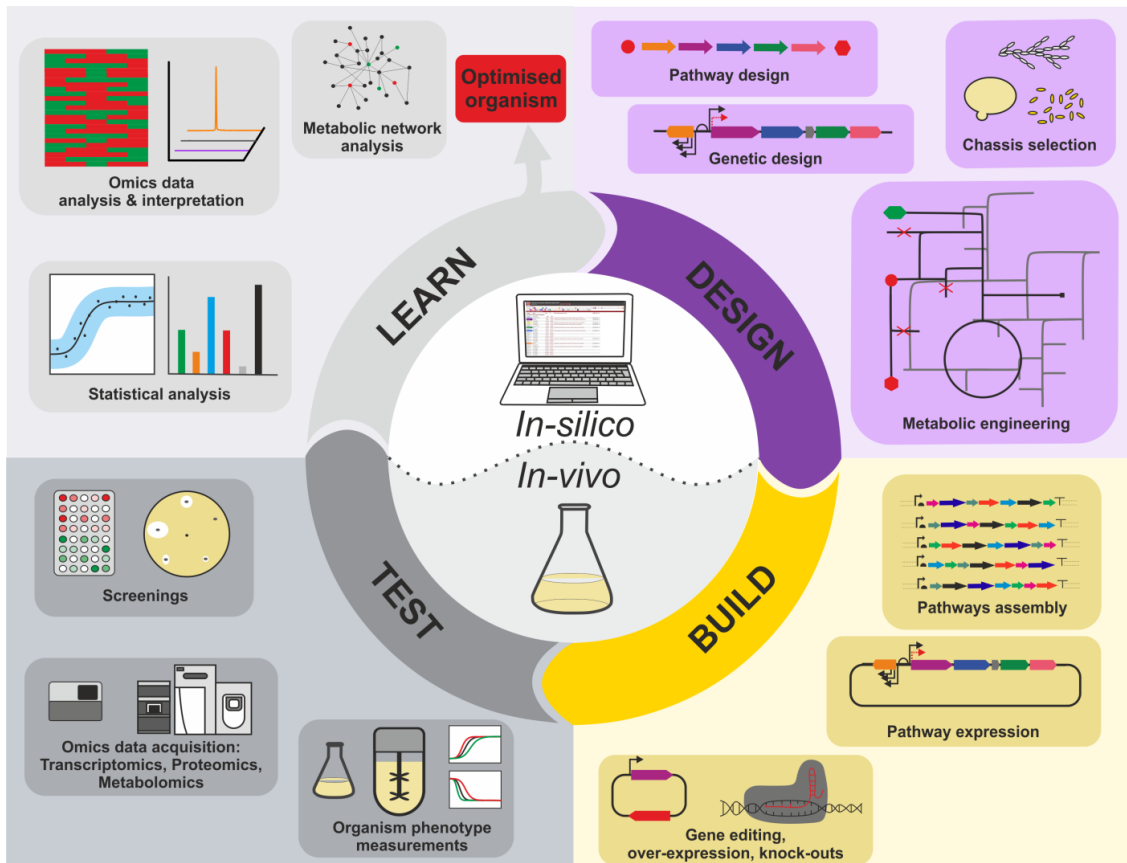 Omics data
analysis & interpretation
Metabolic network
analysis
Optimised
organism
Statistical analysis
LEARN
Pathway design
Genetic design
Chassis selection
Metabolic engineering
DESIGN
In-silico
In-vivo
Pathways assembly
Pathway expression
Gene editing,
over-expression, knock-outs
BUILD
Screenings
Omics data acquisition:
Transcriptomics, Proteomics,
Metabolomics
Organism phenotype
measurements
TEST